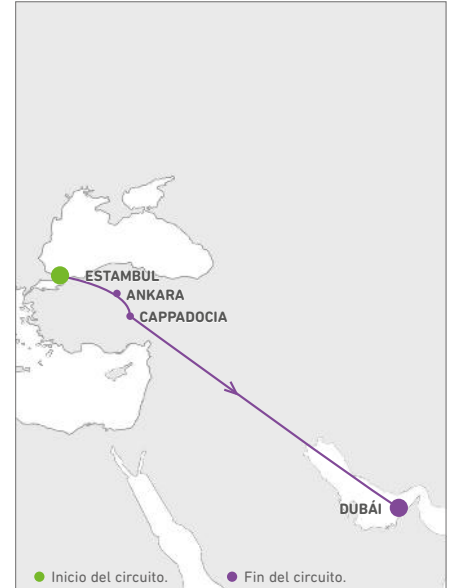 ESTAMBUL
ANKARA
CAPPADOCIA
DUBÁI
Inicio del circuito.
Fin del circuito.